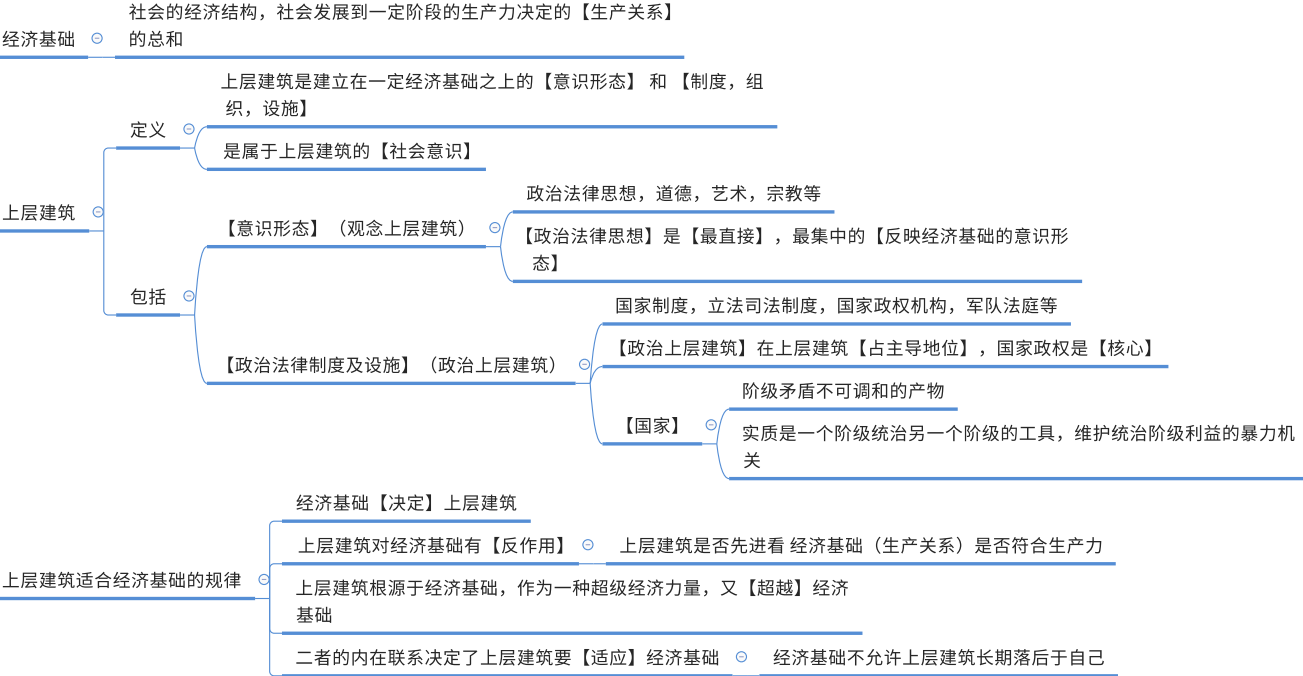 社会的经济结构，社会发展到一定阶段的生产力决定的【生产关系】
的总和
经济基础
上层建筑是建立在一定经济基础之上的【意识形态】 和 【制度，组
织，设施】
定义
是属于上层建筑的【社会意识】
上层建筑
政治法律思想，道德，艺术，宗教等
【意识形态】（观念上层建筑）
【政治法律思想】是【最直接】，最集中的【反映经济基础的意识形
态】
包括
国家制度，立法司法制度，国家政权机构，军队法庭等
【政治上层建筑】在上层建筑【占主导地位】，国家政权是【核心】
【政治法律制度及设施】（政治上层建筑）
阶级矛盾不可调和的产物
【国家】
实质是一个阶级统治另一个阶级的工具，维护统治阶级利益的暴力机
关
经济基础【决定】上层建筑
上层建筑对经济基础有【反作用】
上层建筑是否先进看 经济基础（生产关系）是否符合生产力
上层建筑适合经济基础的规律
上层建筑根源于经济基础，作为一种超级经济力量，又【超越】经济
基础
二者的内在联系决定了上层建筑要【适应】经济基础
经济基础不允许上层建筑长期落后于自己